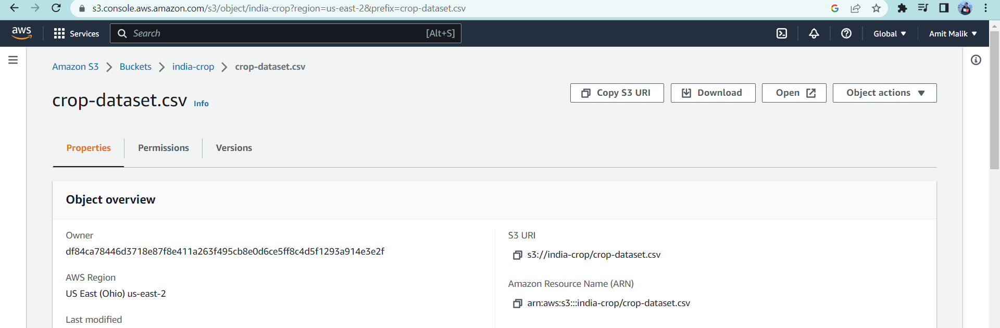 s3.console.aws.amazon.com/s3/object/india-crop?region=us-east-2&prefix=crop-dataset.csv
aws Services Search [Alt+S] Global Amit Malik
Amazon S3 Buckets india-crop crop-dataset.csv
crop-dataset.csv Info
Copy S3 URI Download Open Object actions
Properties Permissions Versions
Object overview
Owner
df84ca78446d3718e87f8e411a263f495cb8e0d6ce5ff8c4d5f1293a914e3e2f
AWS Region
US East (Ohio) us-east-2
Last modified
S3 URI
s3://india-crop/crop-dataset.csv
Amazon Resource Name (ARN)
arn:aws:s3:::india-crop/crop-dataset.csv